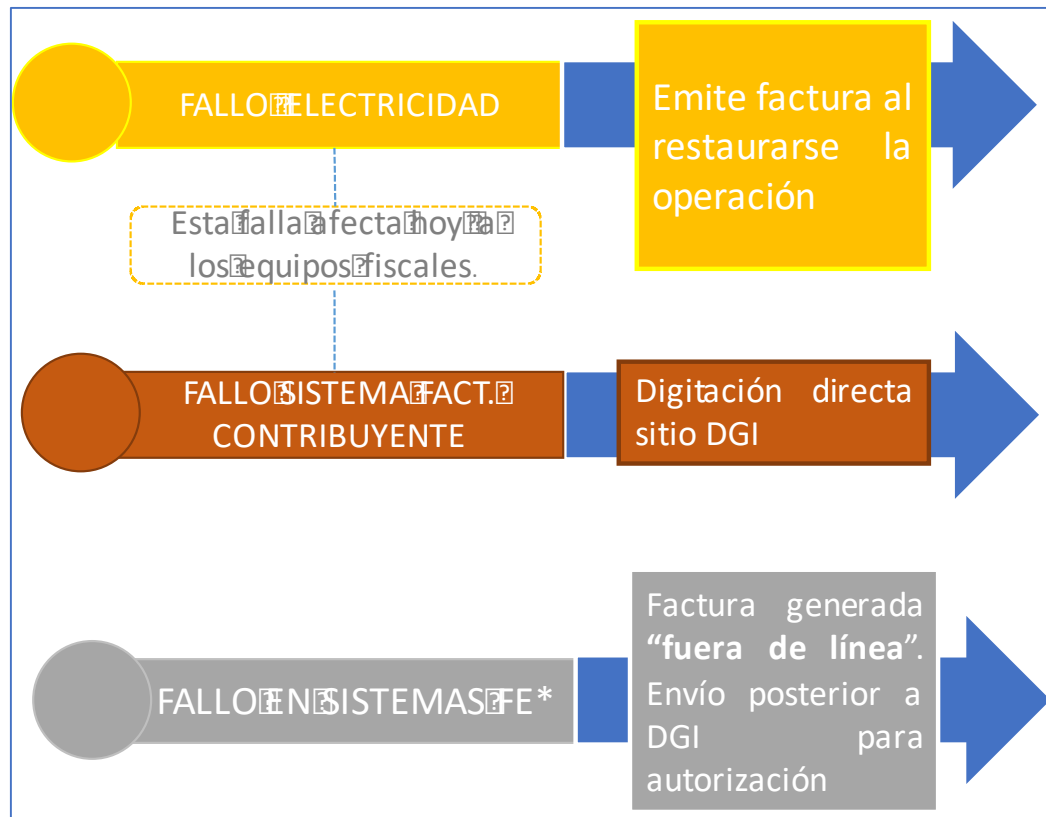 FALLO ELECTRICIDAD
Emite factura al
restaurarse la
operación
Esta falla afecta hoy a
los equipos fiscales.
FALLO SISTEMA FACT.
CONTRIBUYENTE
Digitación directa
sitio DGI
FALLO EN SISTEMAS FE*
Factura generada
“fuera de línea”.
Envío posterior a
DGI para
autorización